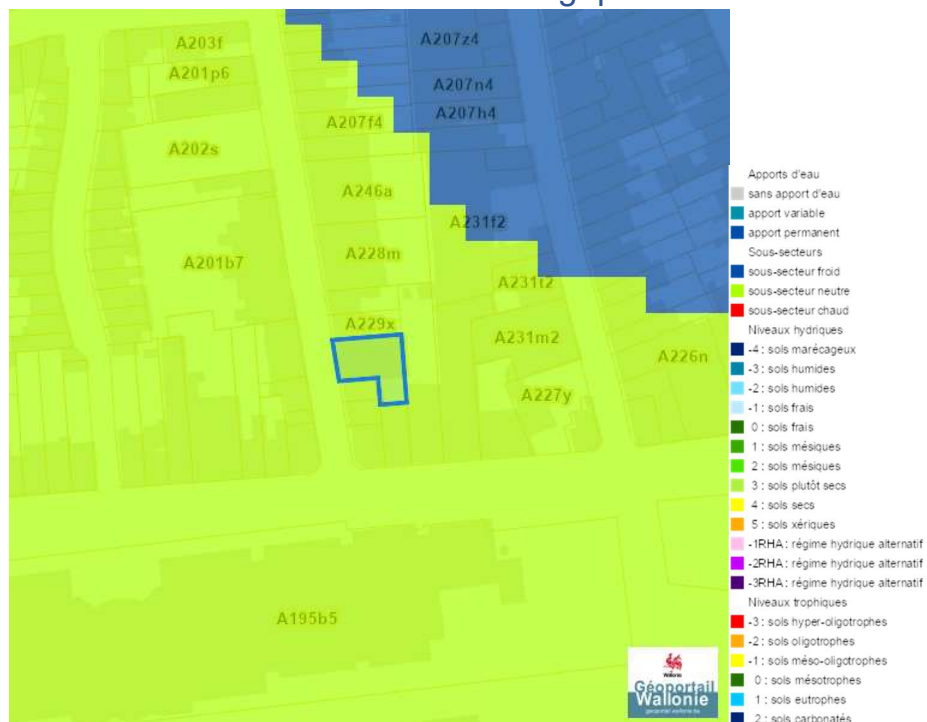 A203f
A207z4
A201p6
A207n4
A207f4
A207h4
A202s
A246a
A231f2
A228m
A201b7
A231t2
A229x
A231m2
A226n
A227y
A195b5
Wallonie
Géoportail
Wallonie
geoportail.wallonie.be
Apports d'eau
sans apport d'eau
apport variable
apport permanent
Sous-secteurs
sous-secteur froid
sous-secteur neutre
sous-secteur chaud
Niveaux hydriques
-4 : sols marécageux
-3 : sols humides
-2 : sols humides
-1 : sols frais
0 : sols frais
1 : sols mésiques
2 : sols mésiques
3 : sols plutôt secs
4 : sols secs
5 : sols xériques
-1RHA : régime hydrique alternatif
-2RHA : régime hydrique alternatif
-3RHA : régime hydrique alternatif
Niveaux trophiques
-3 : sols hyper-oligotrophes
-2 : sols oligotrophes
-1 : sols méso-oligotrophes
0 : sols mésotrophes
1 : sols eutrophes
2 : sols carbonatés